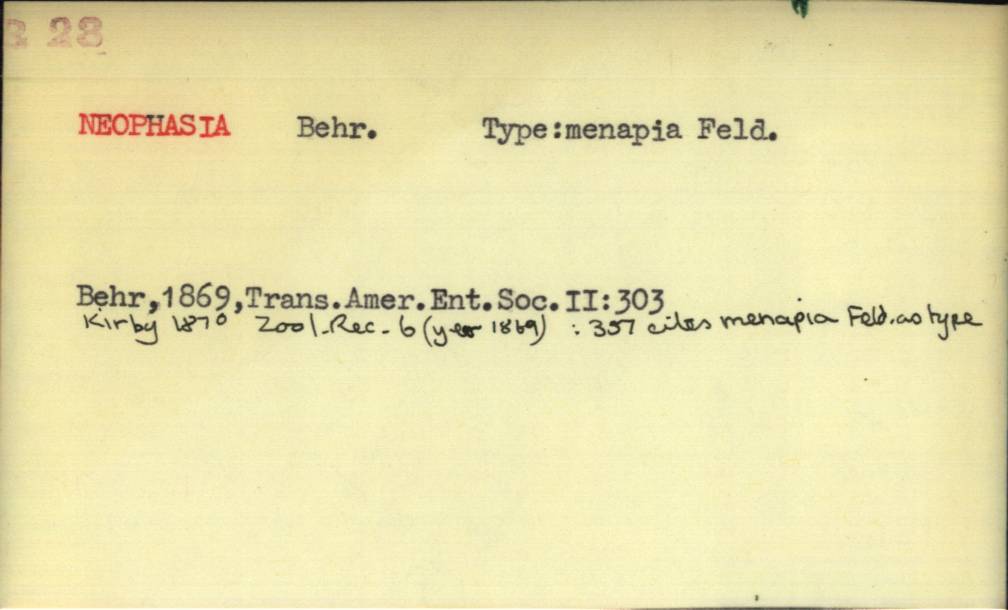 28
NEOPHASIA Behr. Type:menapia Feld.
Behr,1869,Trans.Amer.Ent.Soc.II:303
Kirby 1870 Zool.Rec. 6 (year 1869) : 357 cites menapia Feld. as type